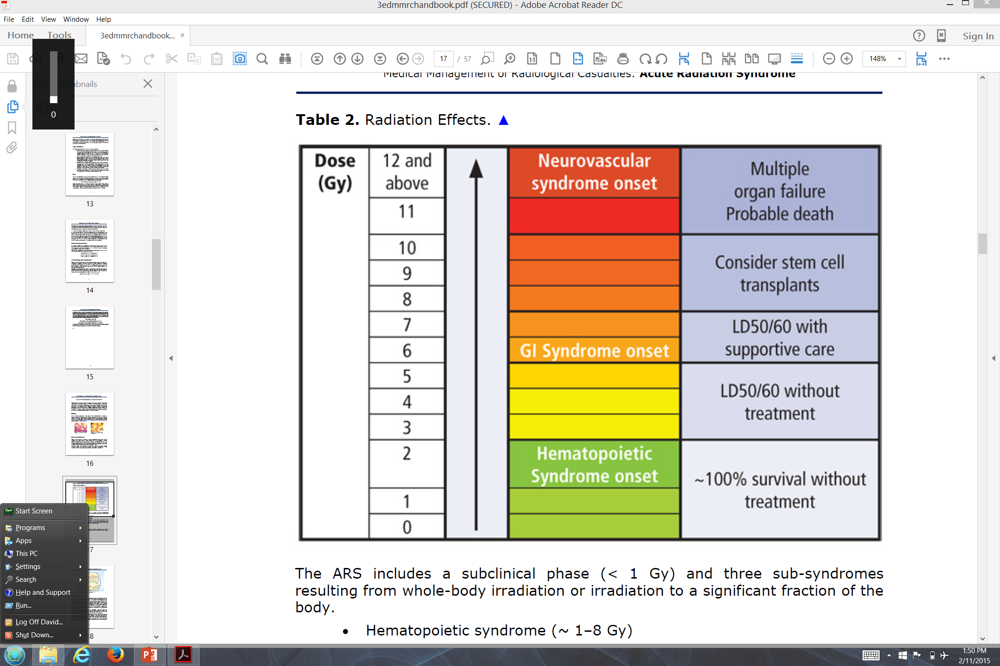 3edmmrchandbook.pdf (SECURED) - Adobe Acrobat Reader DC
File Edit View Window Help
Home Tools 3edmmrchandbook... × Sign In
17 / 57 148%
Page Thumbnails
0
13
14
15
16
17
18
Medical Management of Radiological Casualties: Acute Radiation Syndrome
Table 2. Radiation Effects. ▲
Dose
(Gy)
12 and
above
11
10
9
8
7
6
5
4
3
2
1
0
Neurovascular
syndrome onset
GI Syndrome onset
Hematopoietic
Syndrome onset
Multiple
organ failure
Probable death
Consider stem cell
transplants
LD50/60 with
supportive care
LD50/60 without
treatment
~100% survival without
treatment
The ARS includes a subclinical phase (< 1 Gy) and three sub-syndromes
resulting from whole-body irradiation or irradiation to a significant fraction of the
body.
• Hematopoietic syndrome (~ 1–8 Gy)
Start Screen
Programs
Apps
This PC
Settings
Search
Help and Support
Run...
Log Off David...
Shut Down...
1:50 PM
2/11/2015